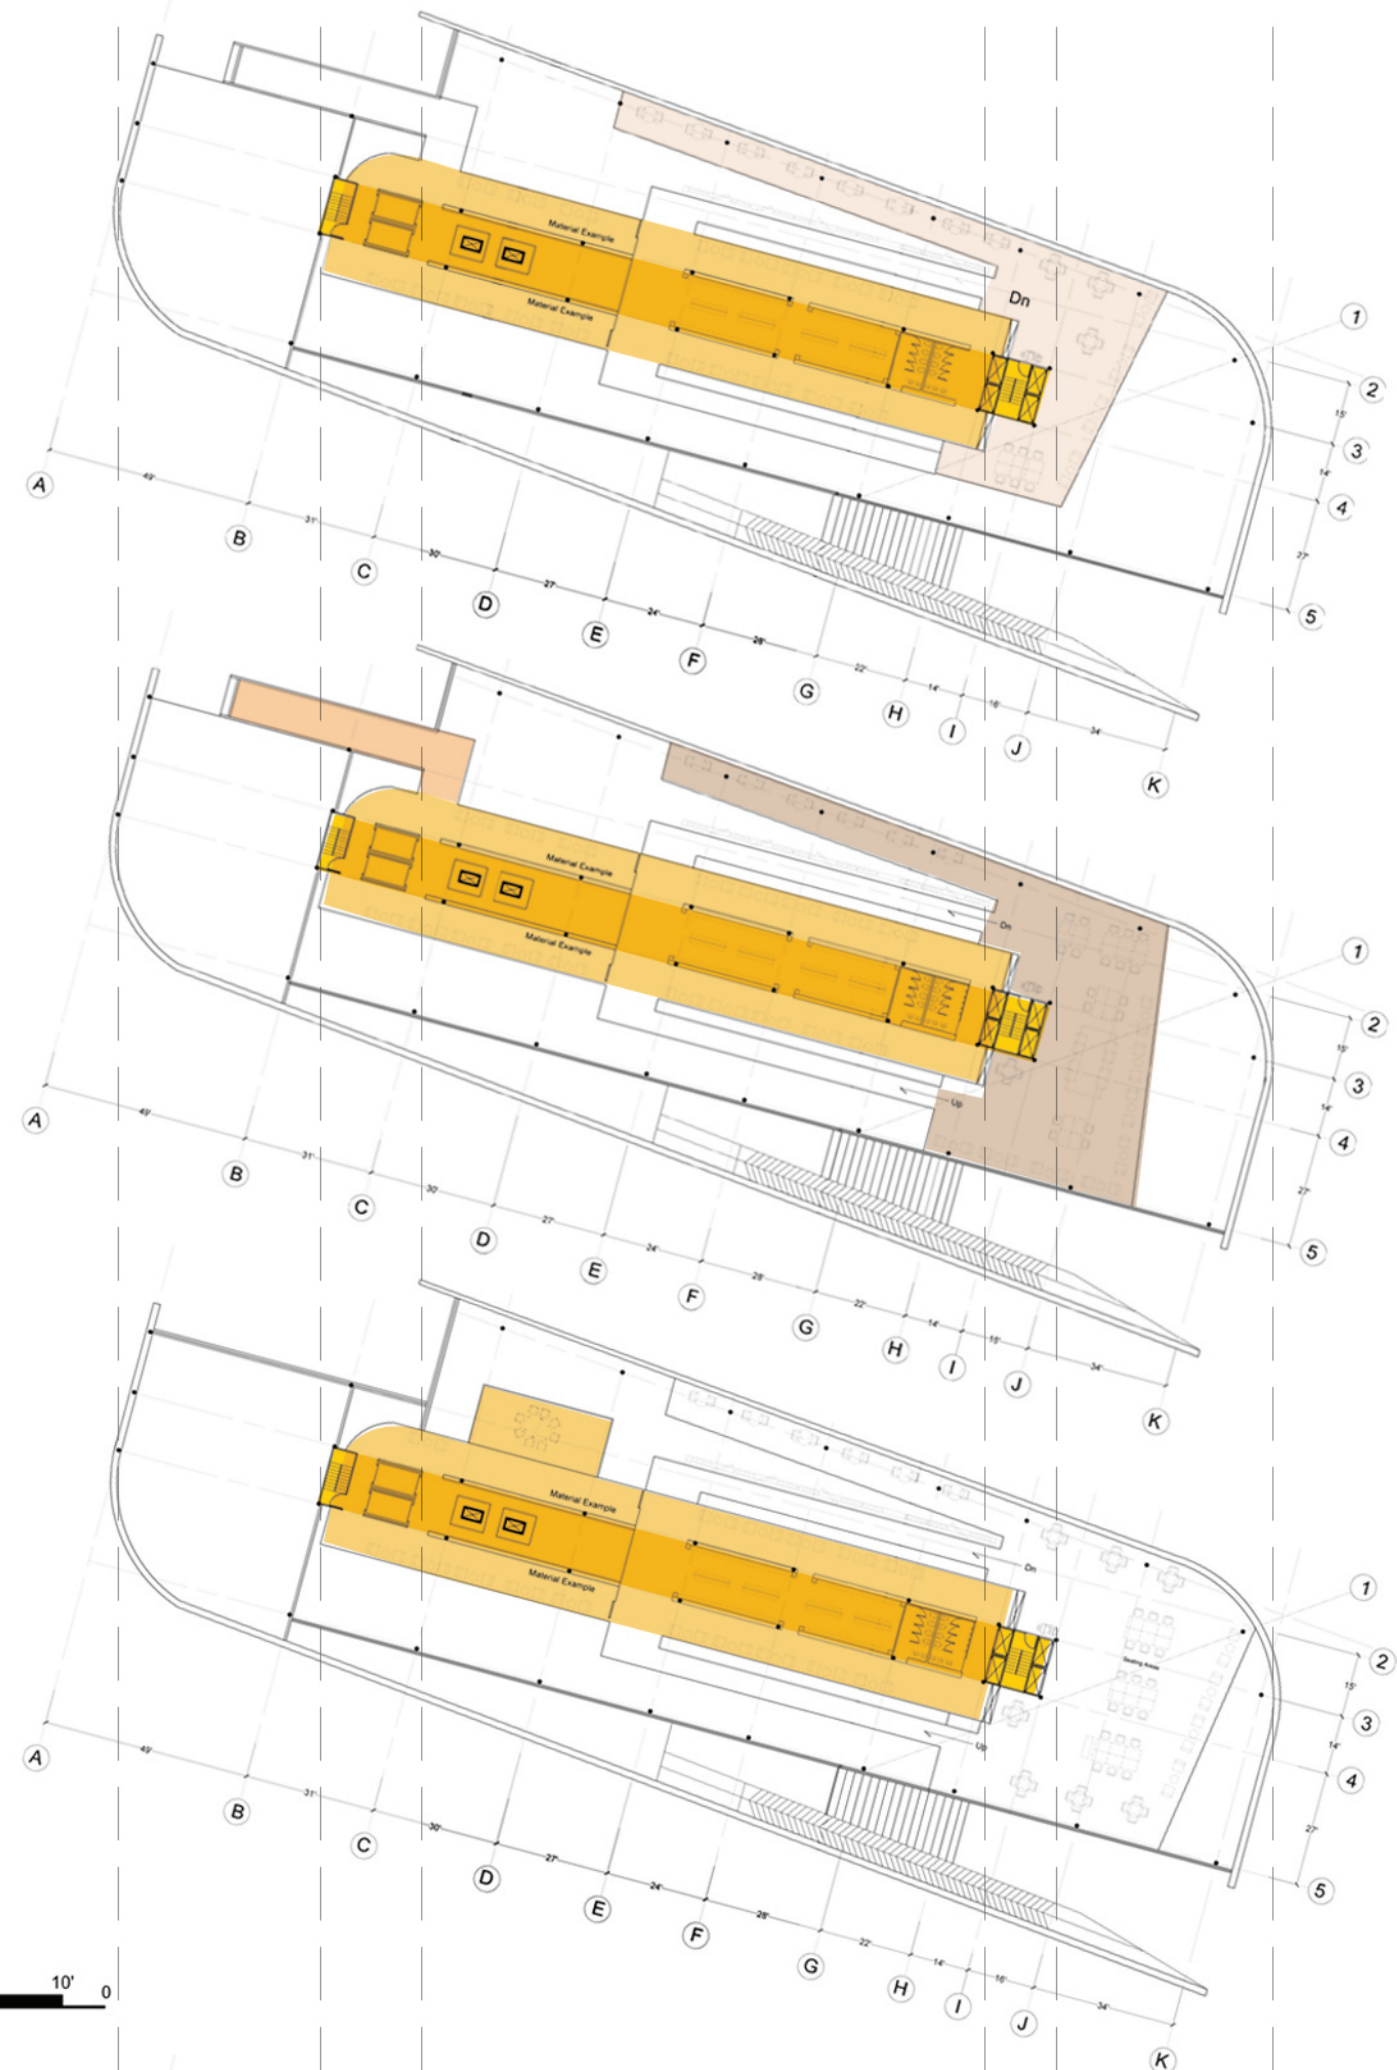 Material Example
Material Example
Dn
1
2
15'
3
14'
4
27'
5
A
49'
B
31'
C
30'
D
27'
E
24'
F
28'
G
22'
H
14'
I
16'
J
34'
K
Material Example
Material Example
Dn
Up
1
2
15'
3
14'
4
27'
5
A
49'
B
31'
C
30'
D
27'
E
24'
F
28'
G
22'
H
14'
I
16'
J
34'
K
Material Example
Material Example
Dn
Seating Areas
Up
1
2
15'
3
14'
4
27'
5
A
49'
B
31'
C
30'
D
27'
E
24'
F
28'
G
22'
H
14'
I
16'
J
34'
K
10' 0